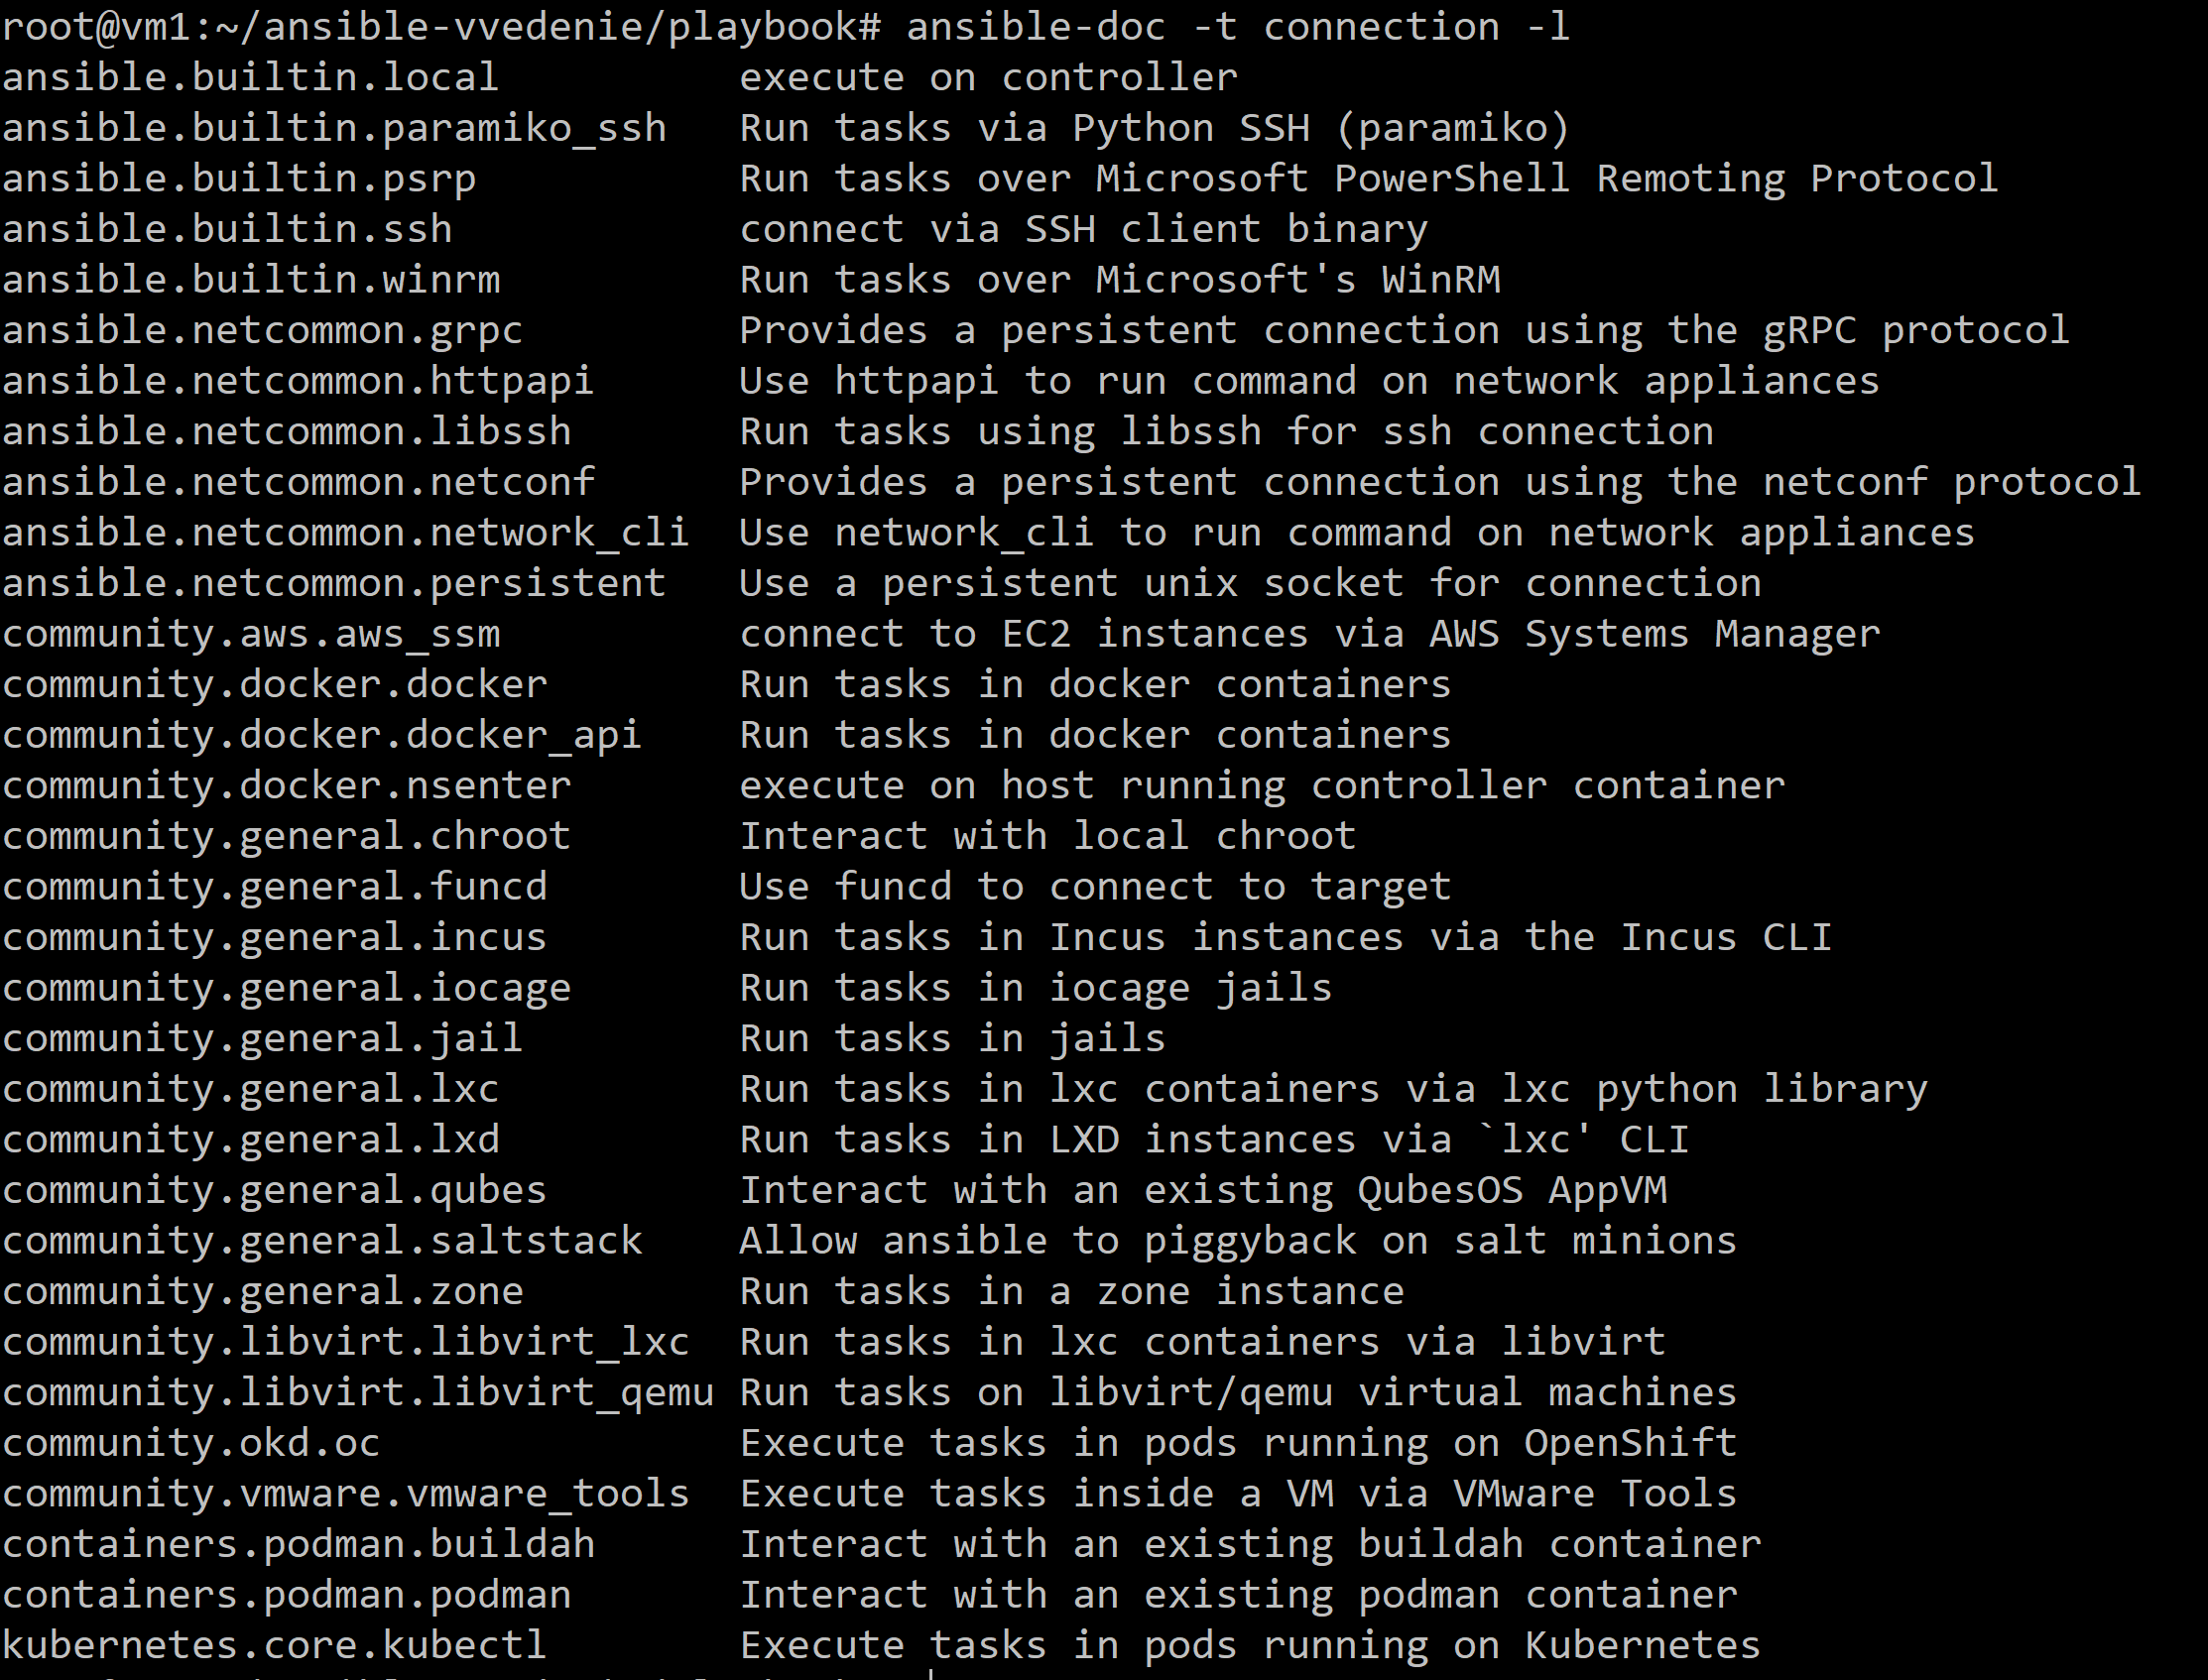 root@vm1:~/ansible-vvedenie/playbook# ansible-doc -t connection -l
ansible.builtin.local          execute on controller
ansible.builtin.paramiko_ssh   Run tasks via Python SSH (paramiko)
ansible.builtin.psrp           Run tasks over Microsoft PowerShell Remoting Protocol
ansible.builtin.ssh            connect via SSH client binary
ansible.builtin.winrm          Run tasks over Microsoft's WinRM
ansible.netcommon.grpc         Provides a persistent connection using the gRPC protocol
ansible.netcommon.httpapi      Use httpapi to run command on network appliances
ansible.netcommon.libssh       Run tasks using libssh for ssh connection
ansible.netcommon.netconf      Provides a persistent connection using the netconf protocol
ansible.netcommon.network_cli  Use network_cli to run command on network appliances
ansible.netcommon.persistent   Use a persistent unix socket for connection
community.aws.aws_ssm          connect to EC2 instances via AWS Systems Manager
community.docker.docker        Run tasks in docker containers
community.docker.docker_api    Run tasks in docker containers
community.docker.nsenter       execute on host running controller container
community.general.chroot       Interact with local chroot
community.general.funcd        Use funcd to connect to target
community.general.incus        Run tasks in Incus instances via the Incus CLI
community.general.iocage       Run tasks in iocage jails
community.general.jail         Run tasks in jails
community.general.lxc          Run tasks in lxc containers via lxc python library
community.general.lxd          Run tasks in LXD instances via `lxc' CLI
community.general.qubes        Interact with an existing QubesOS AppVM
community.general.saltstack    Allow ansible to piggyback on salt minions
community.general.zone         Run tasks in a zone instance
community.libvirt.libvirt_lxc  Run tasks in lxc containers via libvirt
community.libvirt.libvirt_qemu Run tasks on libvirt/qemu virtual machines
community.okd.oc               Execute tasks in pods running on OpenShift
community.vmware.vmware_tools  Execute tasks inside a VM via VMware Tools
containers.podman.buildah      Interact with an existing buildah container
containers.podman.podman       Interact with an existing podman container
kubernetes.core.kubectl        Execute tasks in pods running on Kubernetes